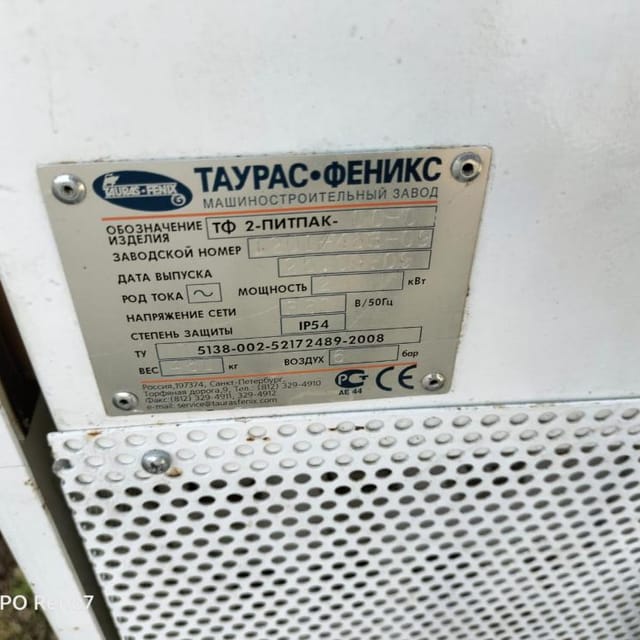 TAURAS-FENIX
ТАУРАС·ФЕНИКС
МАШИНОСТРОИТЕЛЬНЫЙ ЗАВОД
ОБОЗНАЧЕНИЕ ИЗДЕЛИЯ ТФ 2-ПИТПАК-
ЗАВОДСКОЙ НОМЕР
ДАТА ВЫПУСКА
РОД ТОКА ~ МОЩНОСТЬ кВт
НАПРЯЖЕНИЕ СЕТИ В/50Гц
СТЕПЕНЬ ЗАЩИТЫ IP54
ТУ 5138-002-52172489-2008
ВЕС кг ВОЗДУХ 6 бар
Россия,197374, Санкт-Петербург
Торфяная дорога,9, Тел.: (812) 329-4910
Факс:(812) 329-4911, 329-4912
e-mail: service@taurasfenix.com
РС CE
АЕ 44